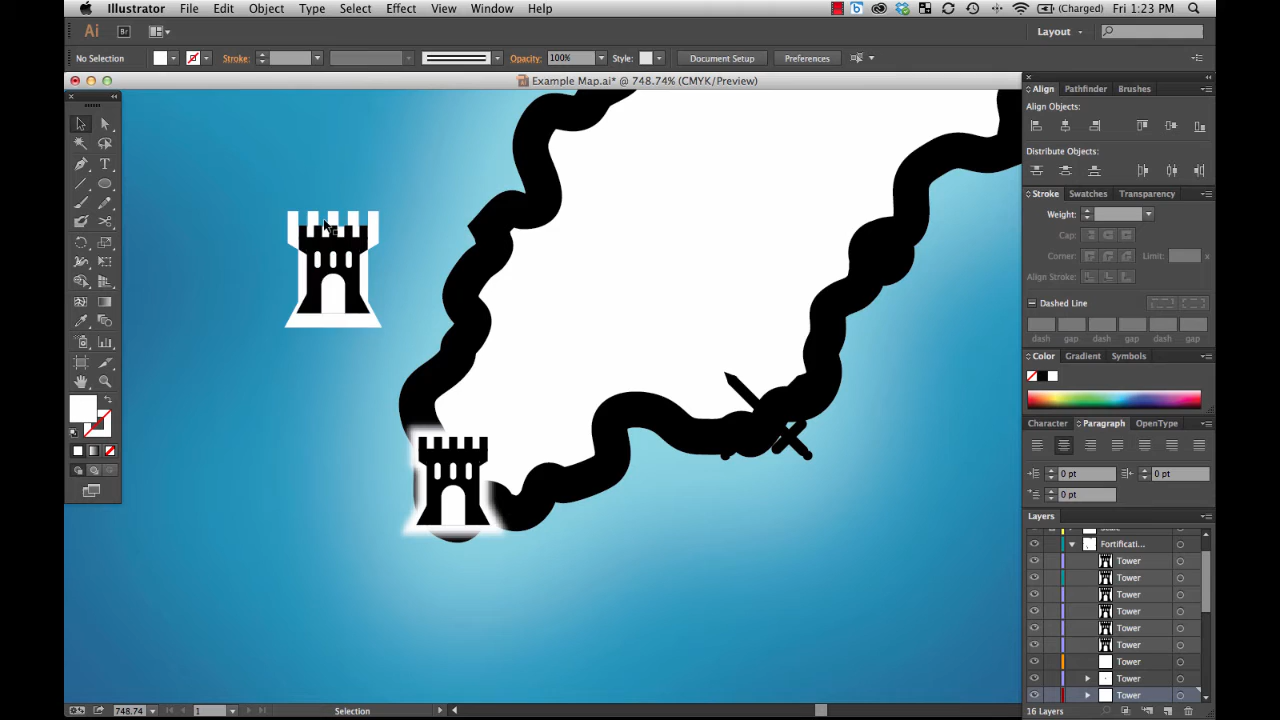 Illustrator File Edit Object Type Select Effect View Window Help (Charged) Fri 1:23 PM
Ai Br Layout
No Selection Stroke: Opacity: 100% Style: Document Setup Preferences
Example Map.ai* @ 748.74% (CMYK/Preview)
Align Pathfinder Brushes
Align Objects:
Distribute Objects:
Stroke Swatches Transparency
Weight:
Cap:
Corner: Limit: x
Align Stroke:
Dashed Line
dash gap dash gap dash gap
Color Gradient Symbols
Character Paragraph OpenType
0 pt 0 pt
0 pt
Layers
Fortificati...
Tower
Tower
Tower
Tower
Tower
Tower
Tower
Tower
Tower
748.74 1 Selection 16 Layers